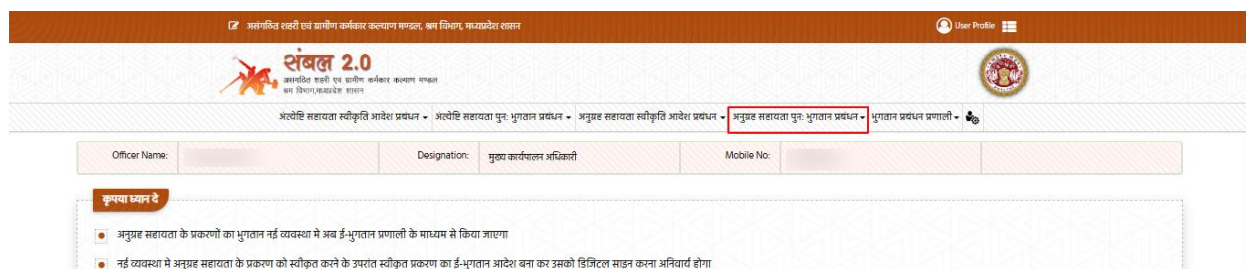 असंगठित शहरी एवं ग्रामीण कर्मकार कल्याण मण्डल, श्रम विभाग, मध्यप्रदेश शासन User Profile
संबल 2.0
असंगठित शहरी एवं ग्रामीण कर्मकार कल्याण मण्डल
श्रम विभाग,मध्यप्रदेश शासन
अंत्येष्टि सहायता स्वीकृति आदेश प्रबंधन अंत्येष्टि सहायता पुन: भुगतान प्रबंधन अनुग्रह सहायता स्वीकृति आदेश प्रबंधन अनुग्रह सहायता पुन: भुगतान प्रबंधन भुगतान प्रबंधन प्रणाली
Officer Name: Designation: मुख्य कार्यपालन अधिकारी Mobile No:
कृपया ध्यान दे
अनुग्रह सहायता के प्रकरणों का भुगतान नई व्यवस्था मे अब ई-भुगतान प्रणाली के माध्यम से किया जाएगा
नई व्यवस्था मे अनुग्रह सहायता के प्रकरण को स्वीकृत करने के उपरांत स्वीकृत प्रकरण का ई-भुगतान आदेश बना कर उसको डिजिटल साइन करना अनिवार्य होगा